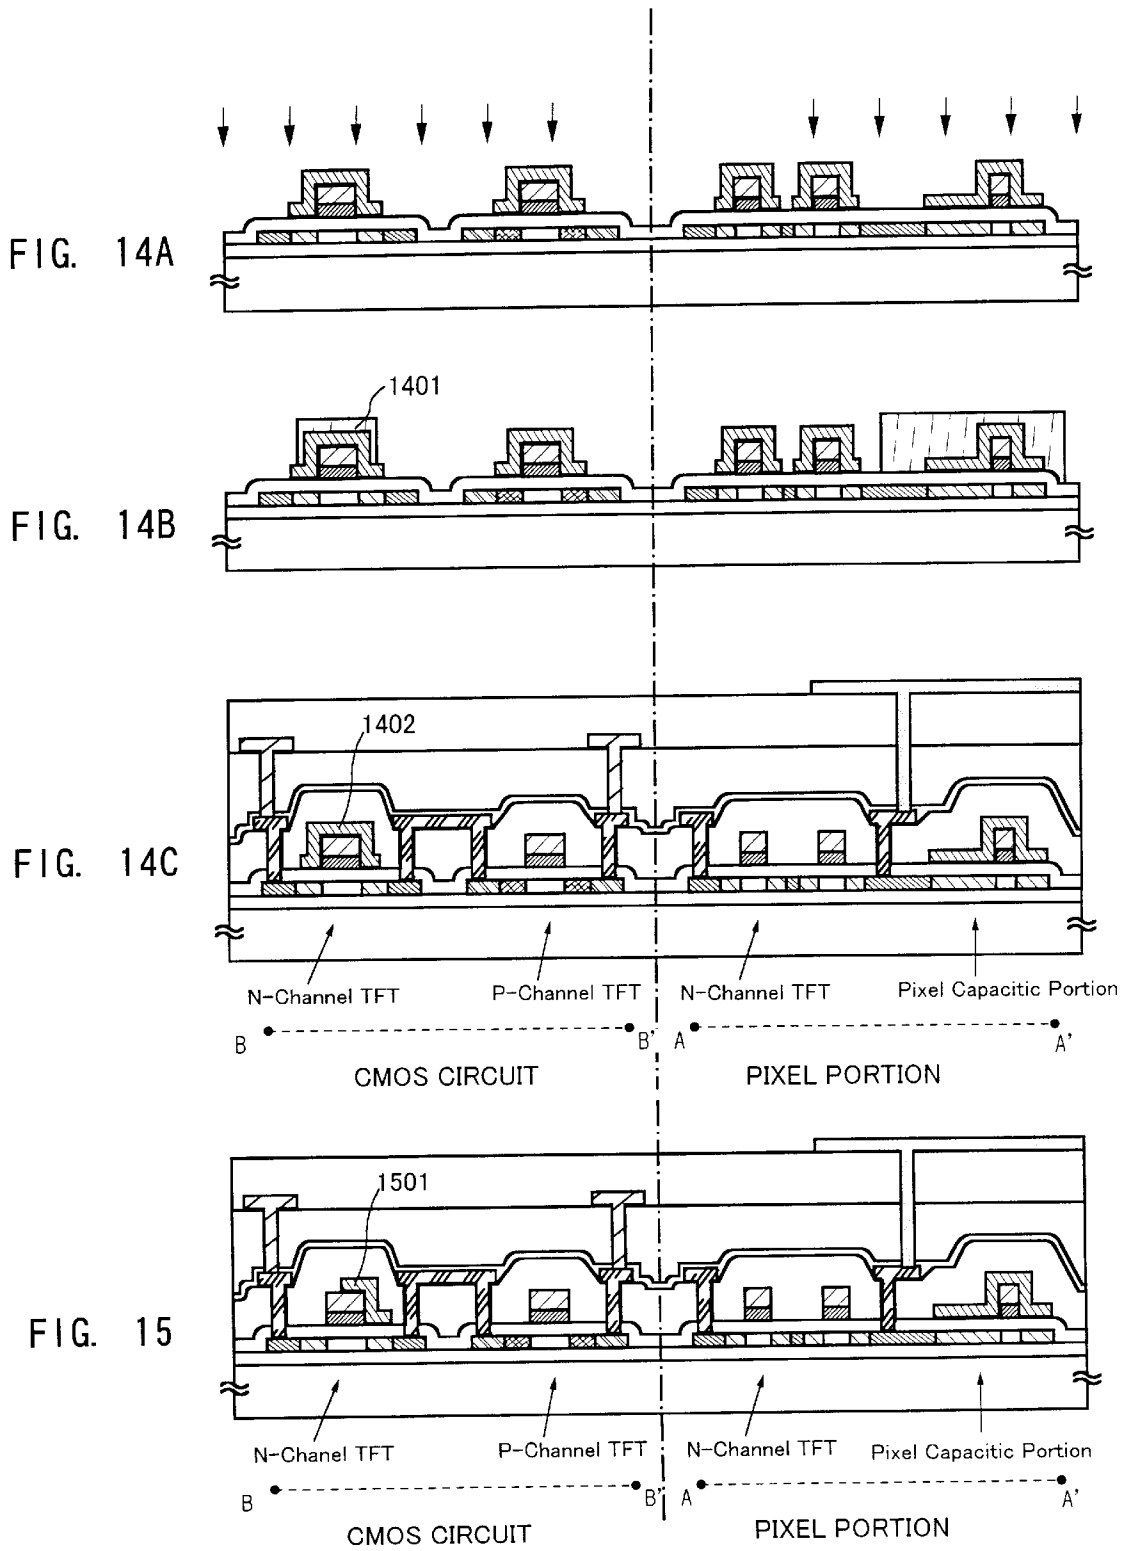 FIG. 14A
1401
FIG. 14B
1402
FIG. 14C
N-Channel TFT P-Channel TFT N-Channel TFT Pixel Capacitic Portion
B B' A A'
CMOS CIRCUIT PIXEL PORTION
1501
FIG. 15
N-Chanel TFT P-Channel TFT N-Channel TFT Pixel Capacitic Portion
B B' A A'
CMOS CIRCUIT PIXEL PORTION